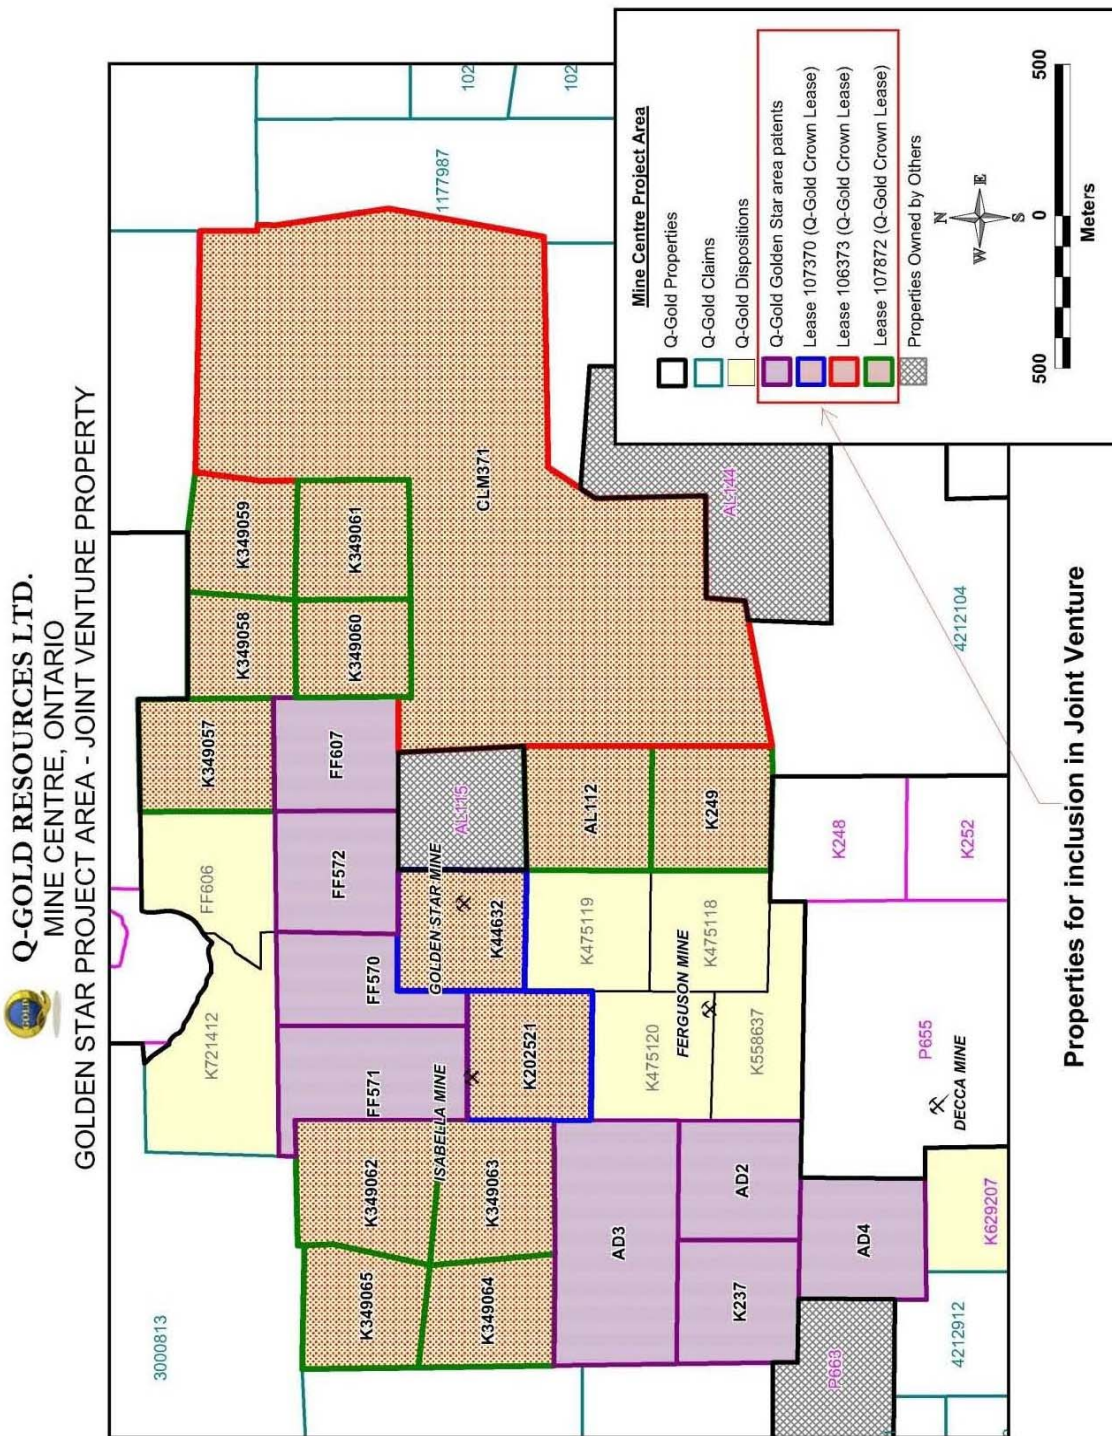 Q-GOLD RESOURCES LTD.
MINE CENTRE, ONTARIO
GOLDEN STAR PROJECT AREA - JOINT VENTURE PROPERTY
GOLD
3000813
K721412
FF606
K349057
K349058
K349059
1177987
102
102
K349065
K349062
FF571
FF570
FF572
FF607
K349060
K349061
K349064
K349063
ISABELLA MINE
GOLDEN STAR MINE
AL115
CLM371
K202521
K44632
AD3
K475120
K475119
AL112
AL144
K237
AD2
FERGUSON MINE
K558637
K475118
K249
P663
AD4
P655
K248
4212912
K629207
DECCA MINE
K252
4212104
Mine Centre Project Area
Q-Gold Properties
Q-Gold Claims
Q-Gold Dispositions
Q-Gold Golden Star area patents
Lease 107370 (Q-Gold Crown Lease)
Lease 106373 (Q-Gold Crown Lease)
Lease 107872 (Q-Gold Crown Lease)
Properties Owned by Others
N
W
E
S
500
0
500
Meters
Properties for inclusion in Joint Venture